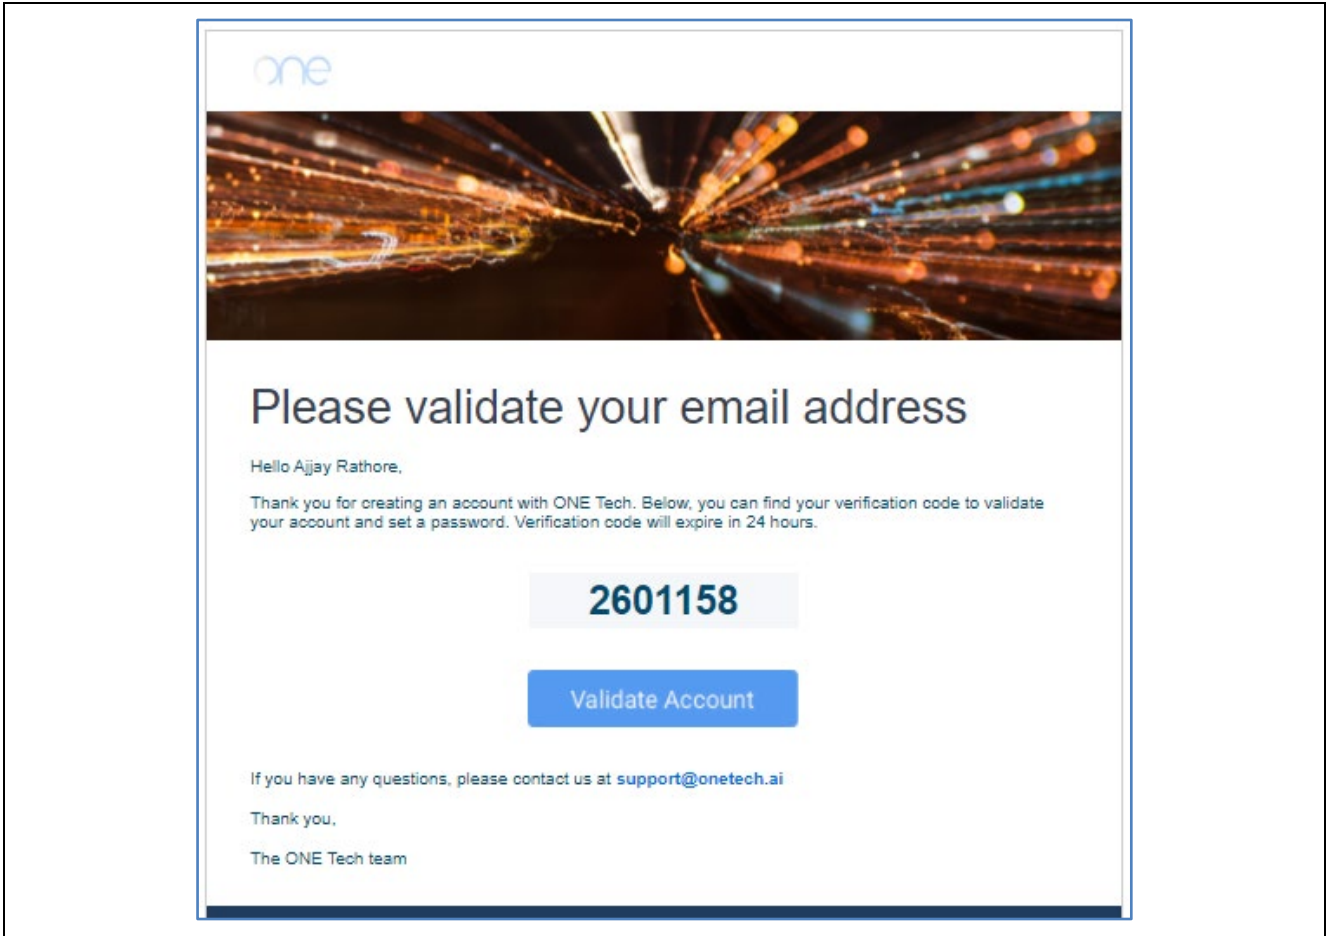 one
Please validate your email address
Hello Ajjay Rathore,
Thank you for creating an account with ONE Tech. Below, you can find your verification code to validate
your account and set a password. Verification code will expire in 24 hours.
2601158
Validate Account
If you have any questions, please contact us at support@onetech.ai
Thank you,
The ONE Tech team